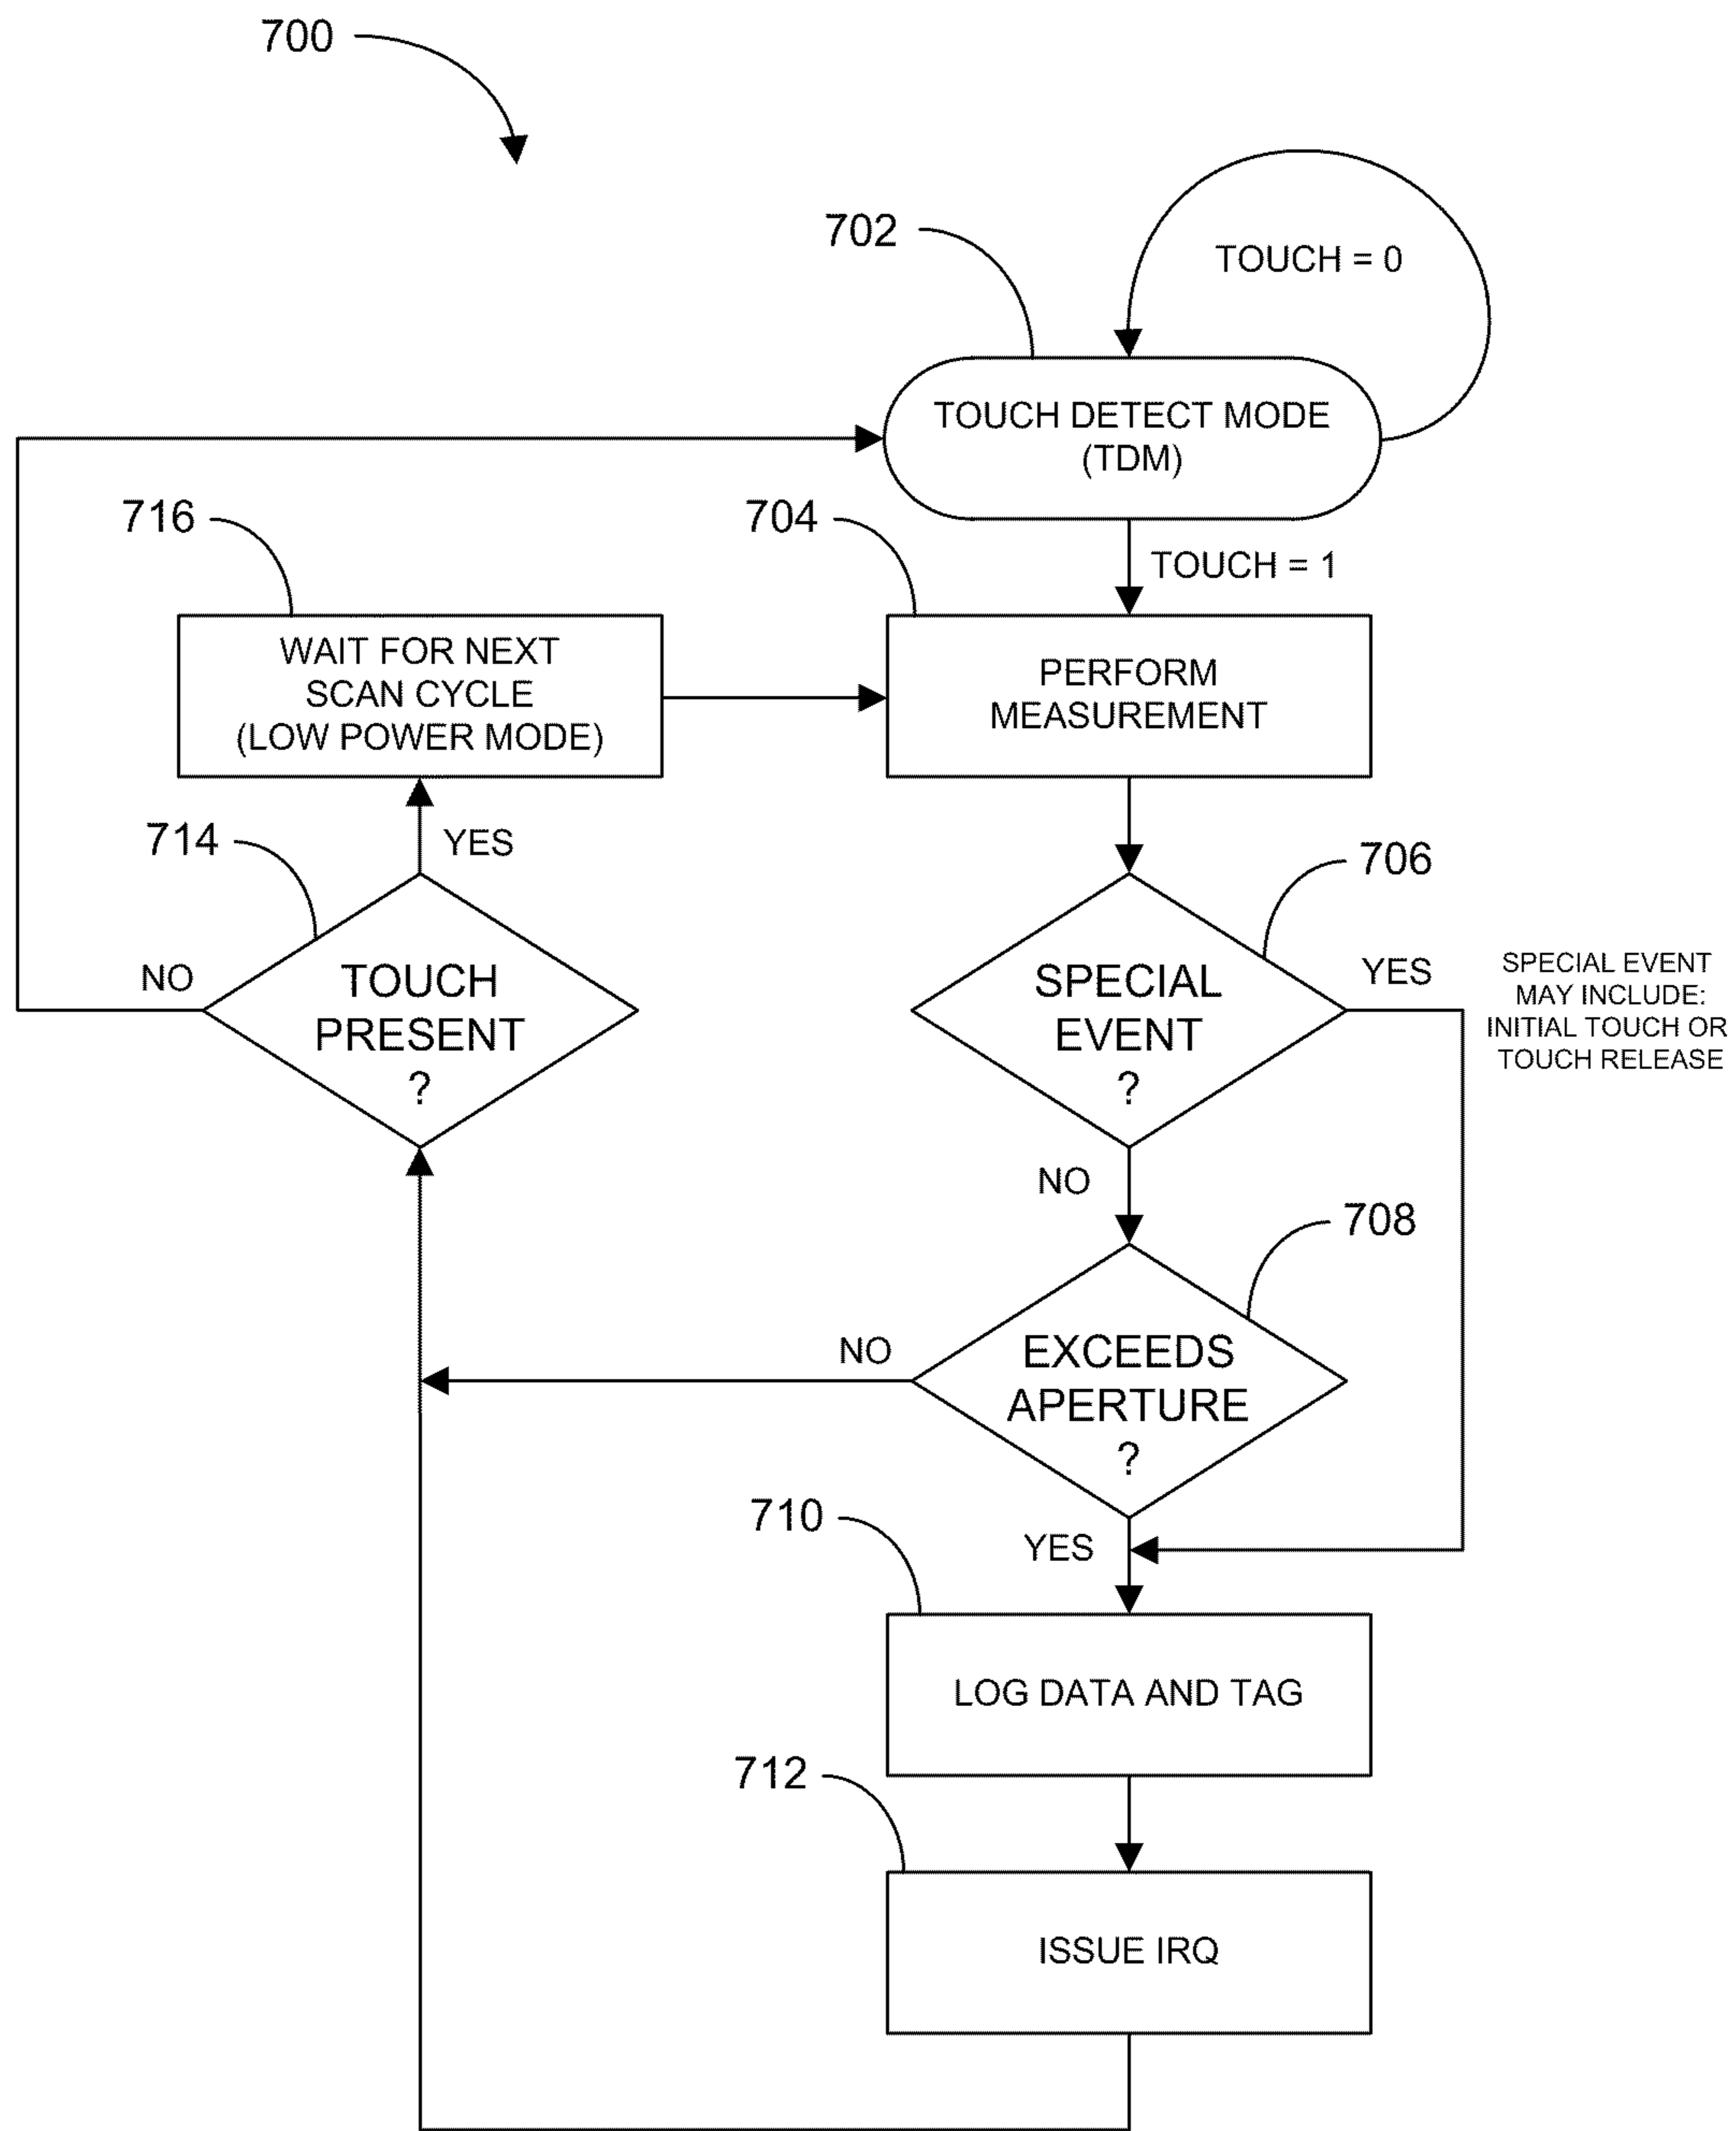 700
702
TOUCH = 0
TOUCH DETECT MODE
(TDM)
716
704
TOUCH = 1
WAIT FOR NEXT
SCAN CYCLE
(LOW POWER MODE)
PERFORM
MEASUREMENT
714
YES
706
NO
TOUCH
PRESENT
?
SPECIAL
EVENT
?
YES
SPECIAL EVENT
MAY INCLUDE:
INITIAL TOUCH OR
TOUCH RELEASE
NO
708
NO
EXCEEDS
APERTURE
?
710
YES
LOG DATA AND TAG
712
ISSUE IRQ